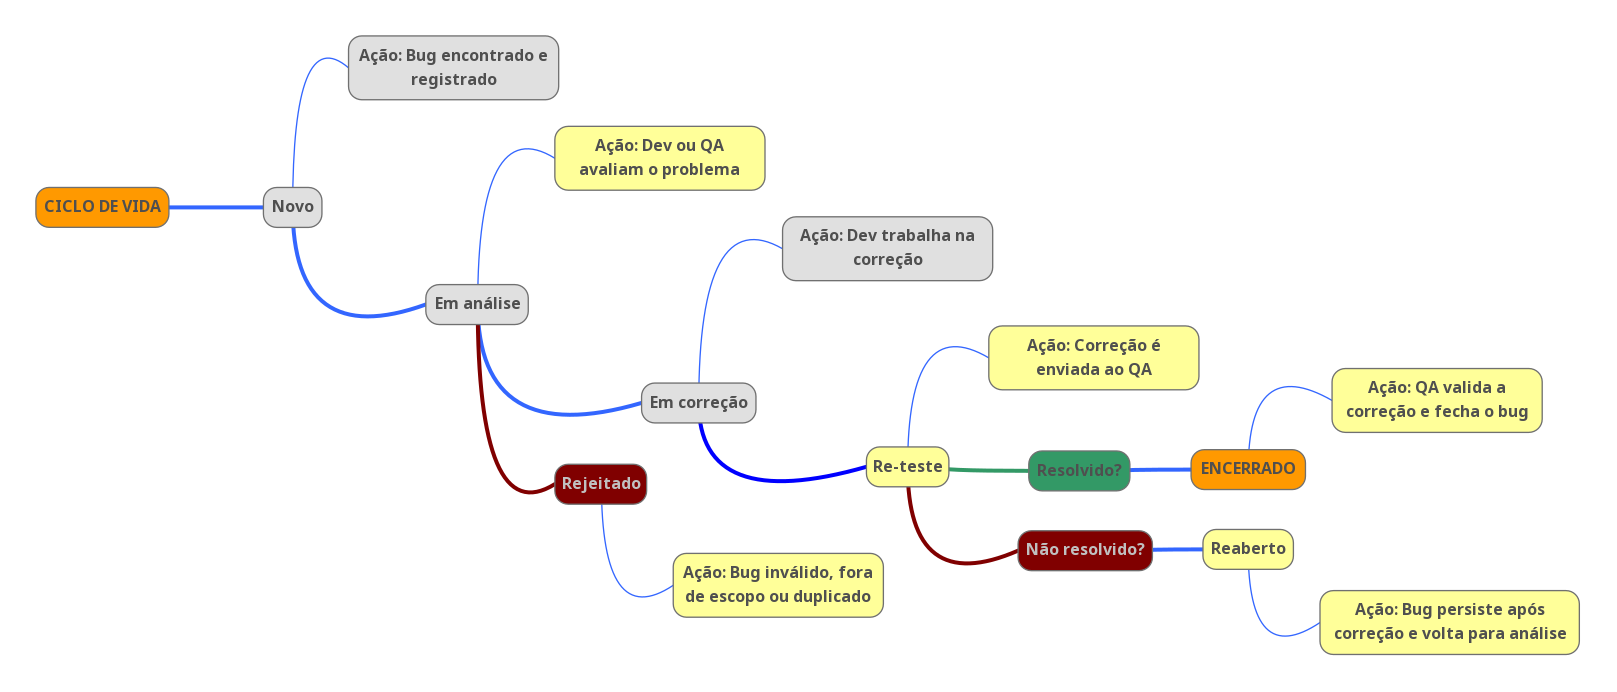 Ação: Bug encontrado e
registrado
Ação: Dev ou QA
avaliam o problema
CICLO DE VIDA
Novo
Ação: Dev trabalha na
correção
Em análise
Ação: Correção é
enviada ao QA
Em correção
Ação: QA valida a
correção e fecha o bug
Re-teste
Resolvido?
ENCERRADO
Rejeitado
Não resolvido?
Reaberto
Ação: Bug inválido, fora
de escopo ou duplicado
Ação: Bug persiste após
correção e volta para análise